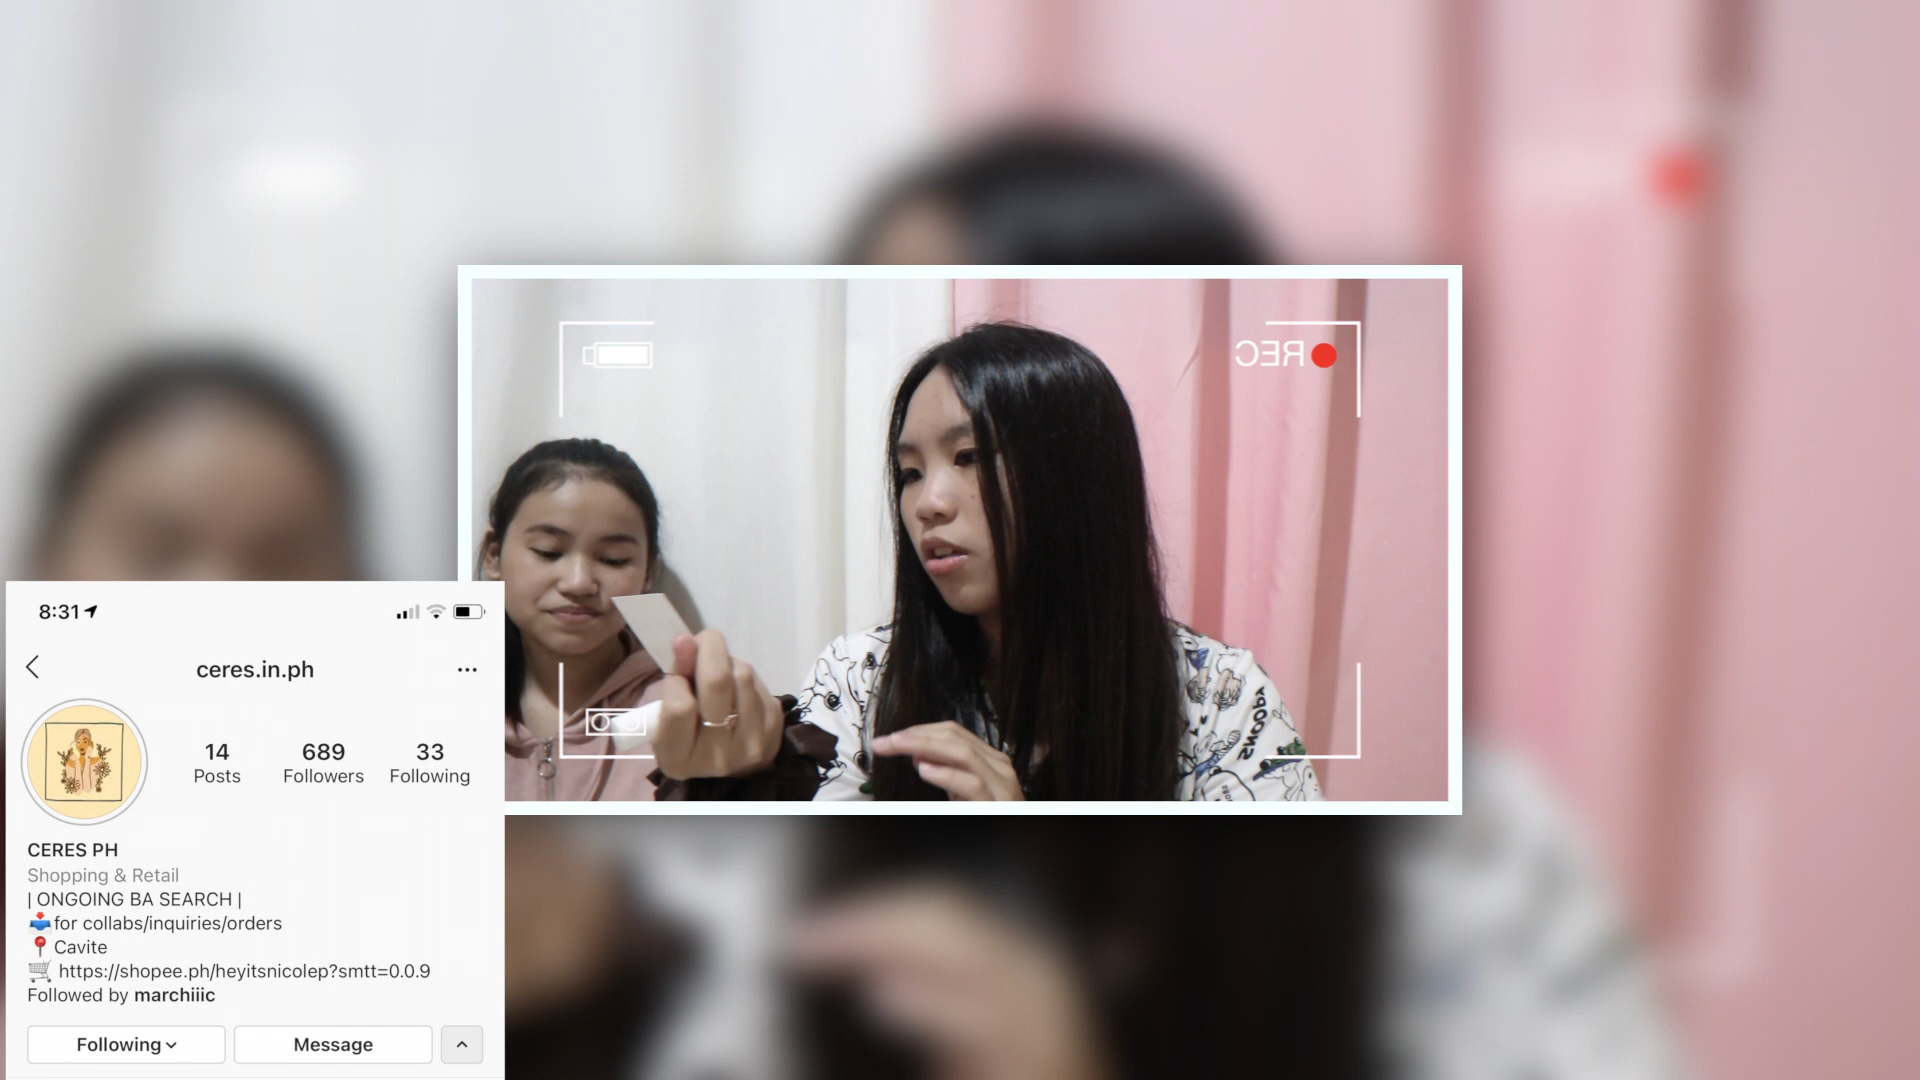 REC
SNOOPY
8:31
ceres.in.ph
14 689 33
Posts Followers Following
CERES PH
Shopping & Retail
| ONGOING BA SEARCH |
📥for collabs/inquiries/orders
📍 Cavite
🛒 https://shopee.ph/heyitsnicolep?smtt=0.0.9
Followed by marchiiic
Following Message